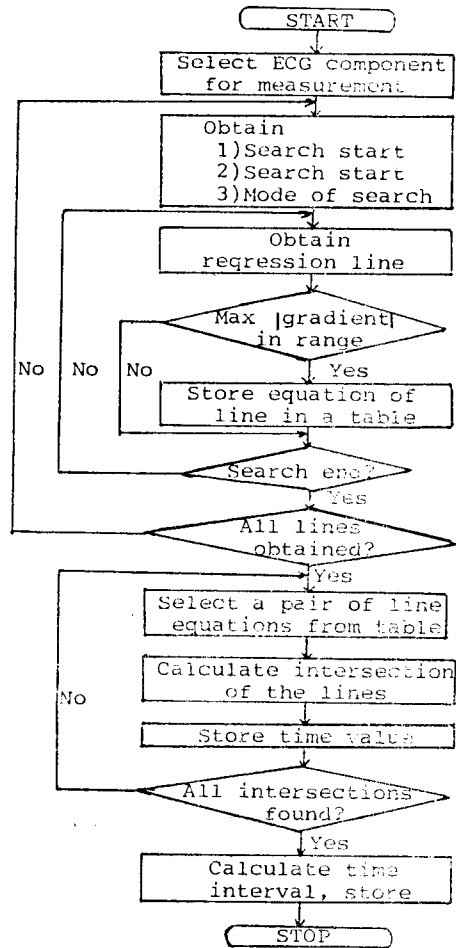 START
Select ECG component
for measurement
Obtain
1)Search start
2)Search start
3)Mode of search
Obtain
regression line
Max |gradient|
in range
No
No
No
Yes
Store equation of
line in a table
Search end?
Yes
All lines
obtained?
Yes
Select a pair of line
equations from table
Calculate intersection
of the lines
No
Store time value
All intersections
found?
Yes
Calculate time
interval, store
STOP